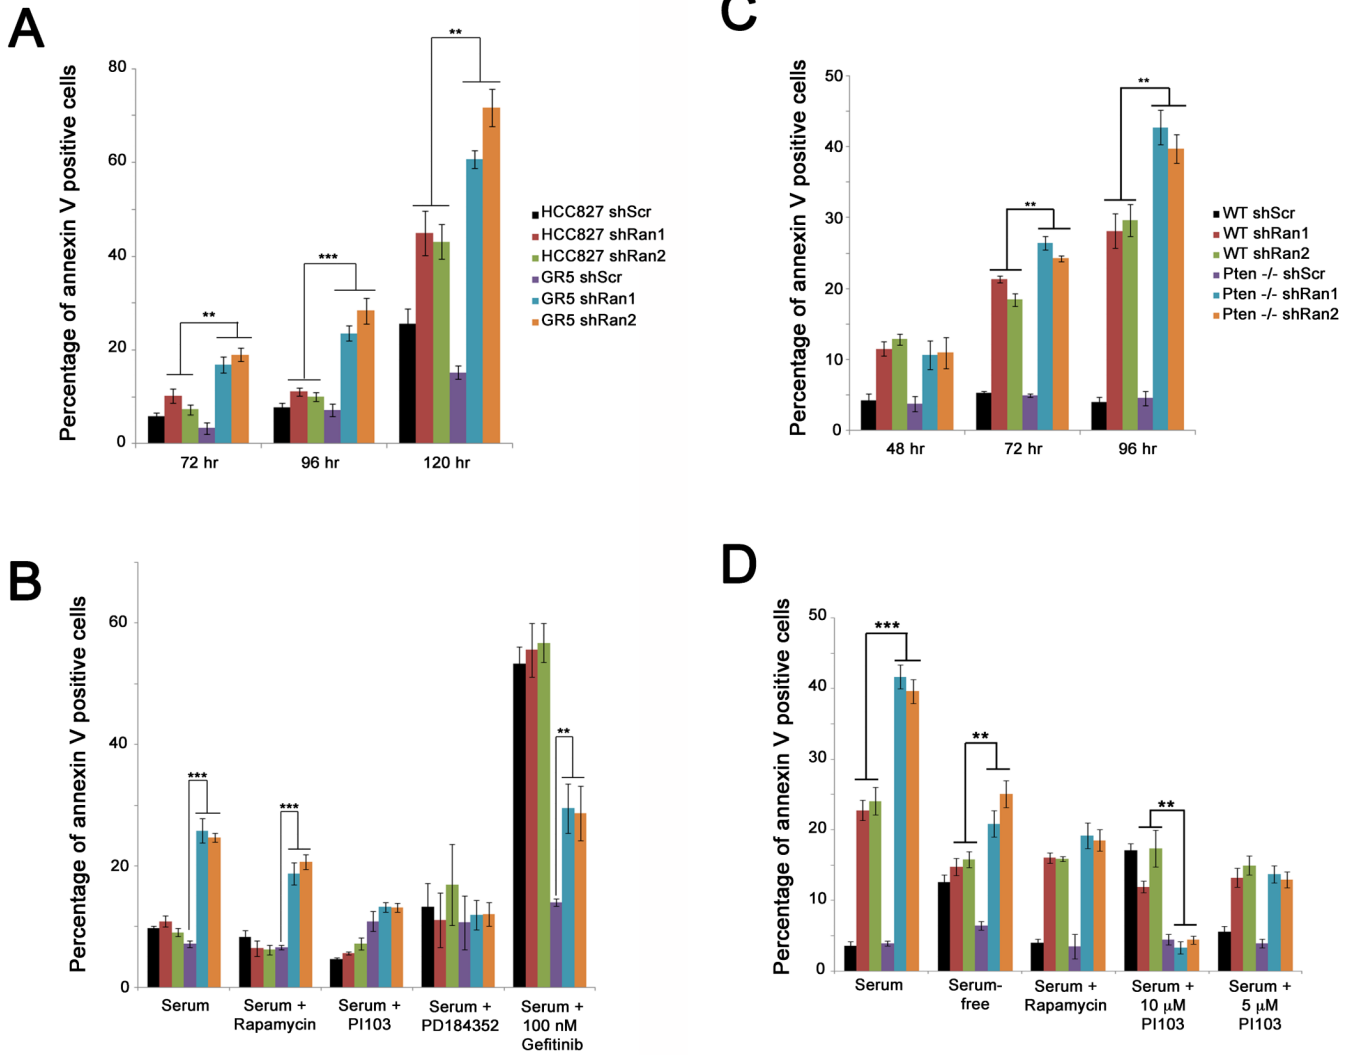 A
Percentage of annexin V positive cells
80
60
40
20
0
**
***
**
72 hr
96 hr
120 hr
HCC827 shScr
HCC827 shRan1
HCC827 shRan2
GR5 shScr
GR5 shRan1
GR5 shRan2
C
Percentage of annexin V positive cells
50
40
30
20
10
0
**
**
48 hr
72 hr
96 hr
WT shScr
WT shRan1
WT shRan2
Pten -/- shScr
Pten -/- shRan1
Pten -/- shRan2
B
Percentage of annexin V positive cells
60
40
20
0
***
***
**
Serum
Serum +
Rapamycin
Serum +
PI103
Serum +
PD184352
Serum +
100 nM
Gefitinib
D
Percentage of annexin V positive cells
50
40
30
20
10
0
***
**
**
Serum
Serum-
free
Serum +
Rapamycin
Serum +
10 µM
PI103
Serum +
5 µM
PI103